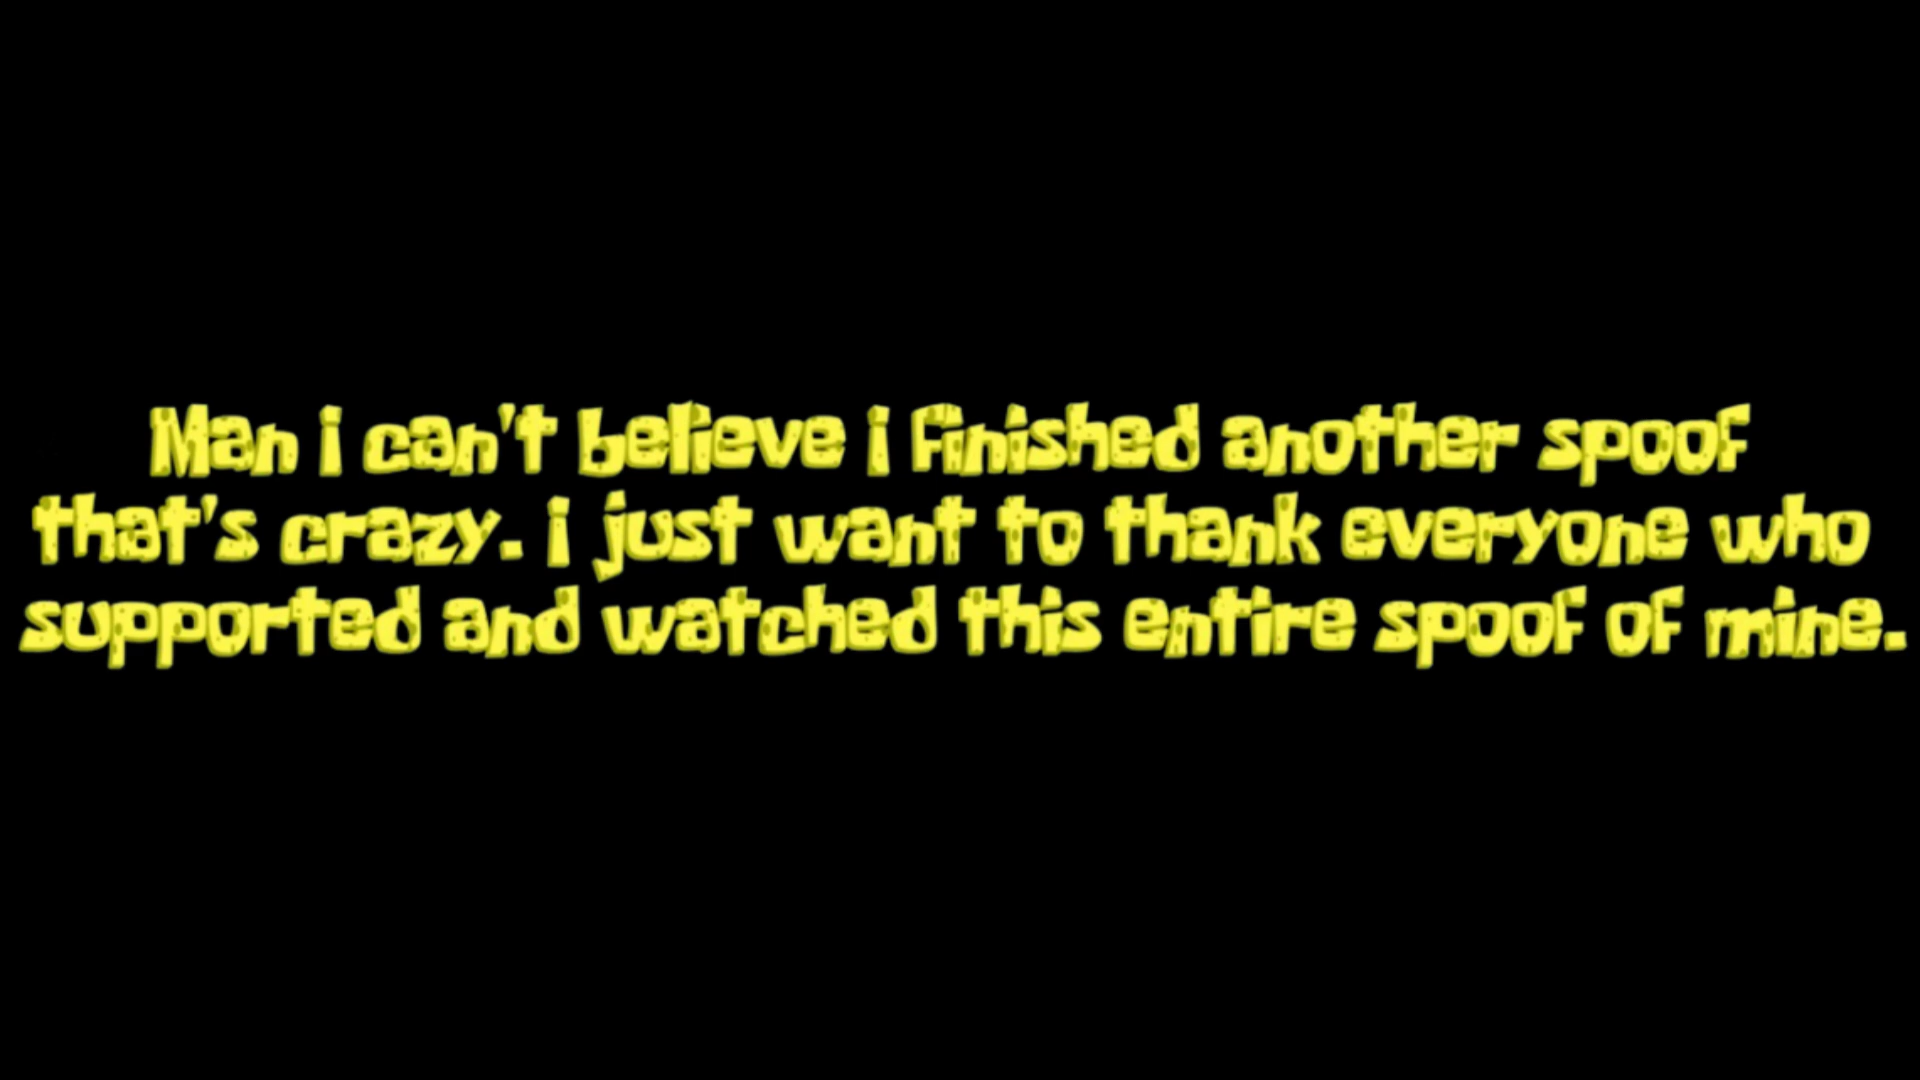 Man i can't believe i finished another spoof
that's crazy. i just want to thank everyone who
supported and watched this entire spoof of mine.